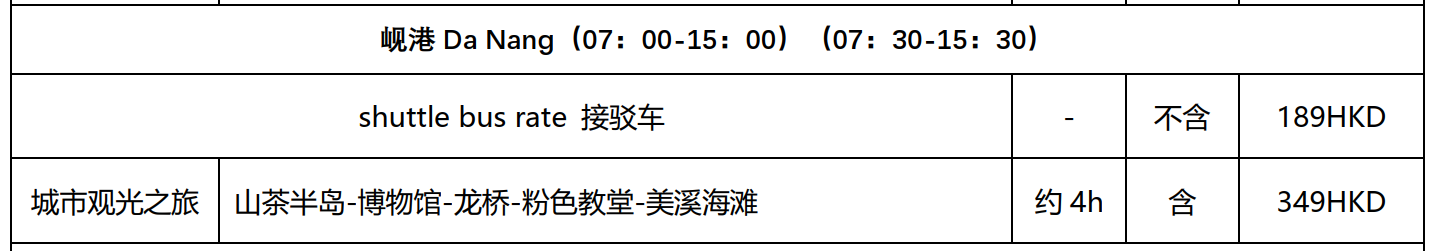 岘港 Da Nang（07：00-15：00）（07：30-15：30）
shuttle bus rate 接驳车 - 不含 189HKD
城市观光之旅 山茶半岛-博物馆-龙桥-粉色教堂-美溪海滩 约 4h 含 349HKD